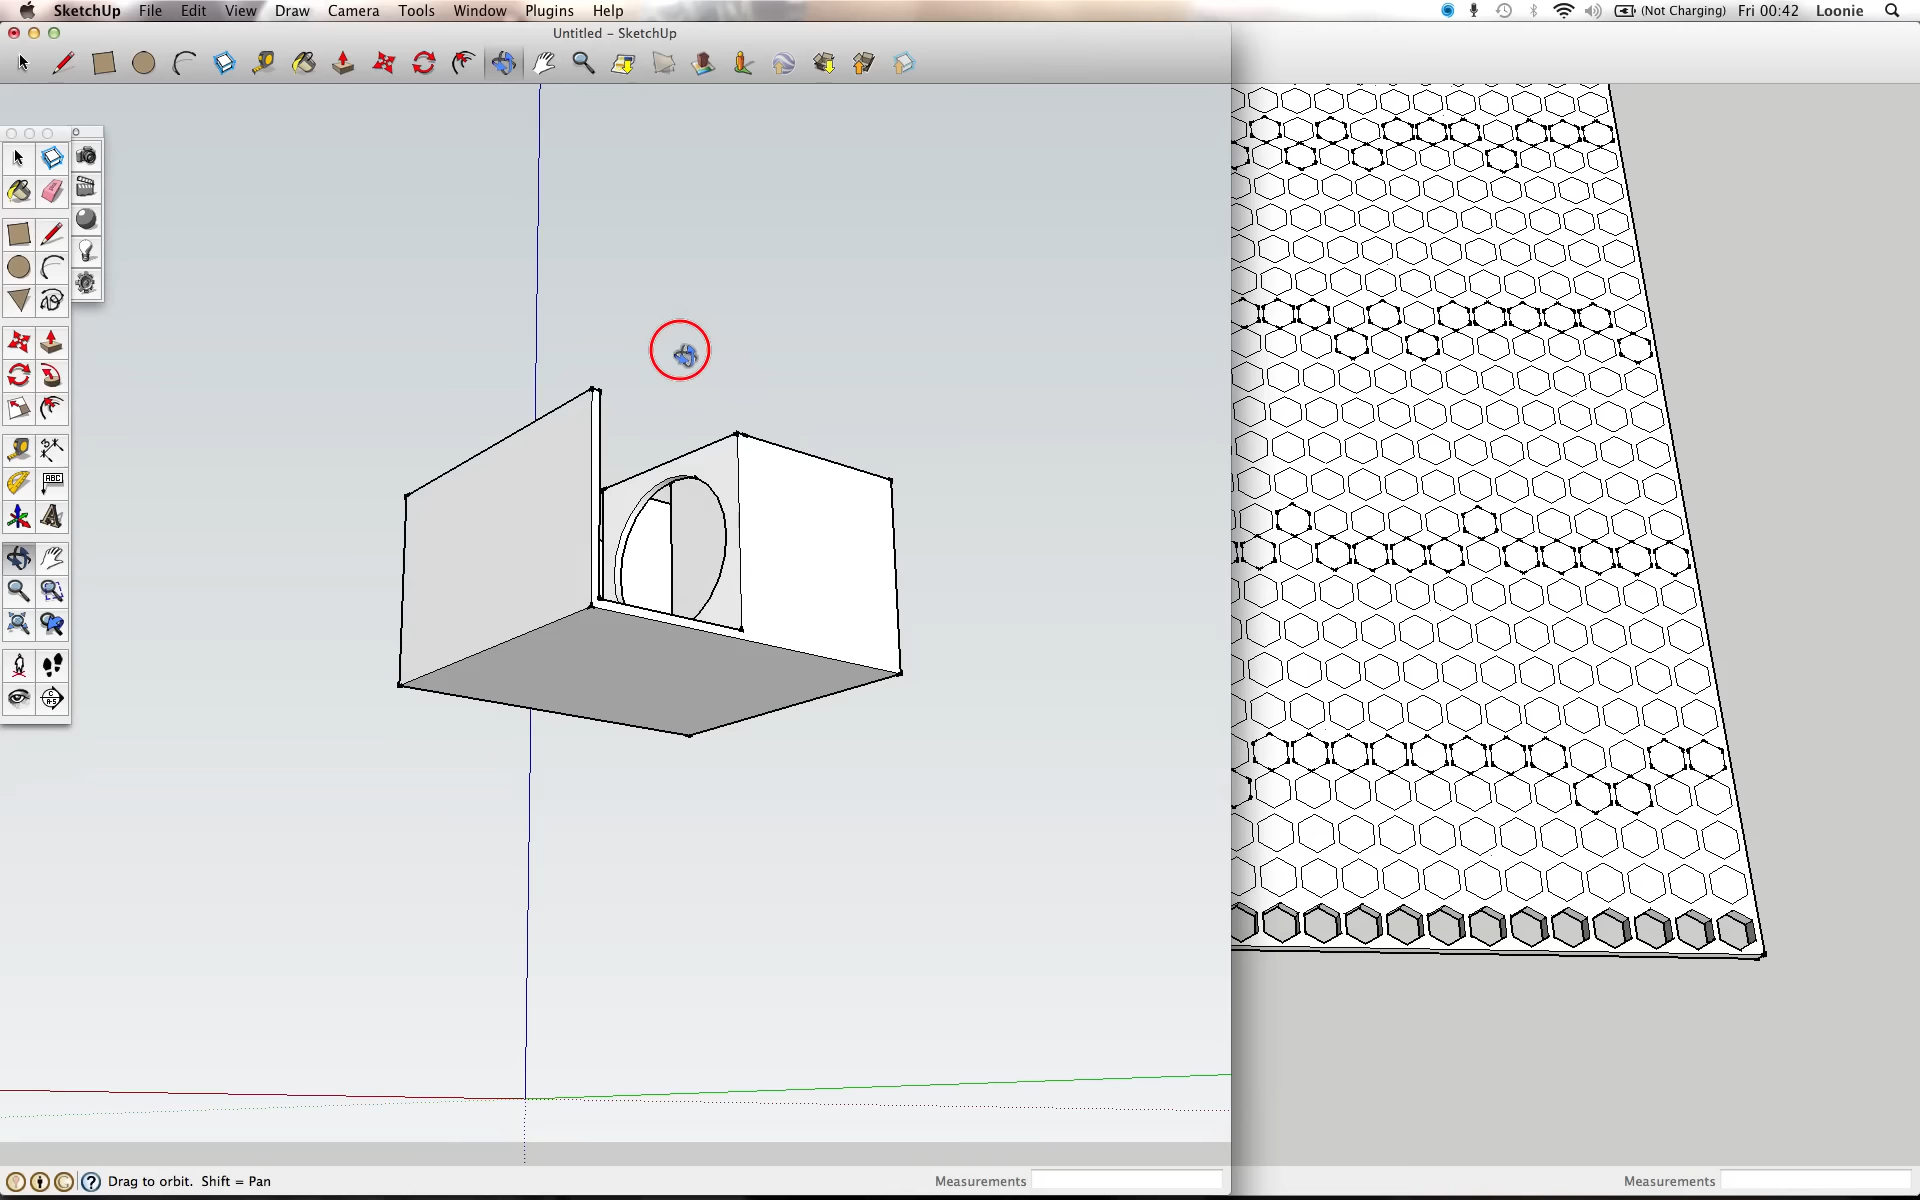 SketchUp File Edit View Draw Camera Tools Window Plugins Help (Not Charging) Fri 00:42 Loonie
Untitled – SketchUp
ABC
A
Drag to orbit. Shift = Pan
Measurements
Measurements